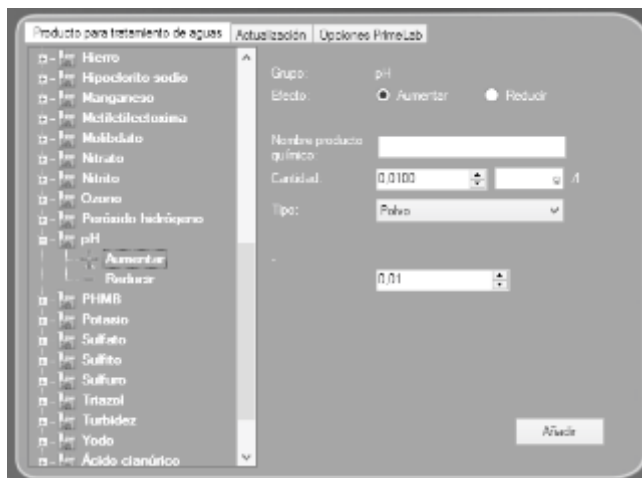 Producto para tratamiento de aguas
Actualización
Opciones PrimeLab
Hierro
Hipoclorito sodio
Manganeso
Metiletilectoxima
Molibdato
Nitrato
Nitrito
Ozono
Peróxido hidrógeno
pH
Aumentar
Reducir
PHMB
Potasio
Sulfato
Sulfito
Sulfuro
Triazol
Turbidez
Yodo
Ácido cianúrico
Grupo: pH
Efecto: Aumentar Reducir
Nombre producto
químico:
Cantidad: 0,0100 g /l
Tipo: Polvo
-
0,01
Añadir